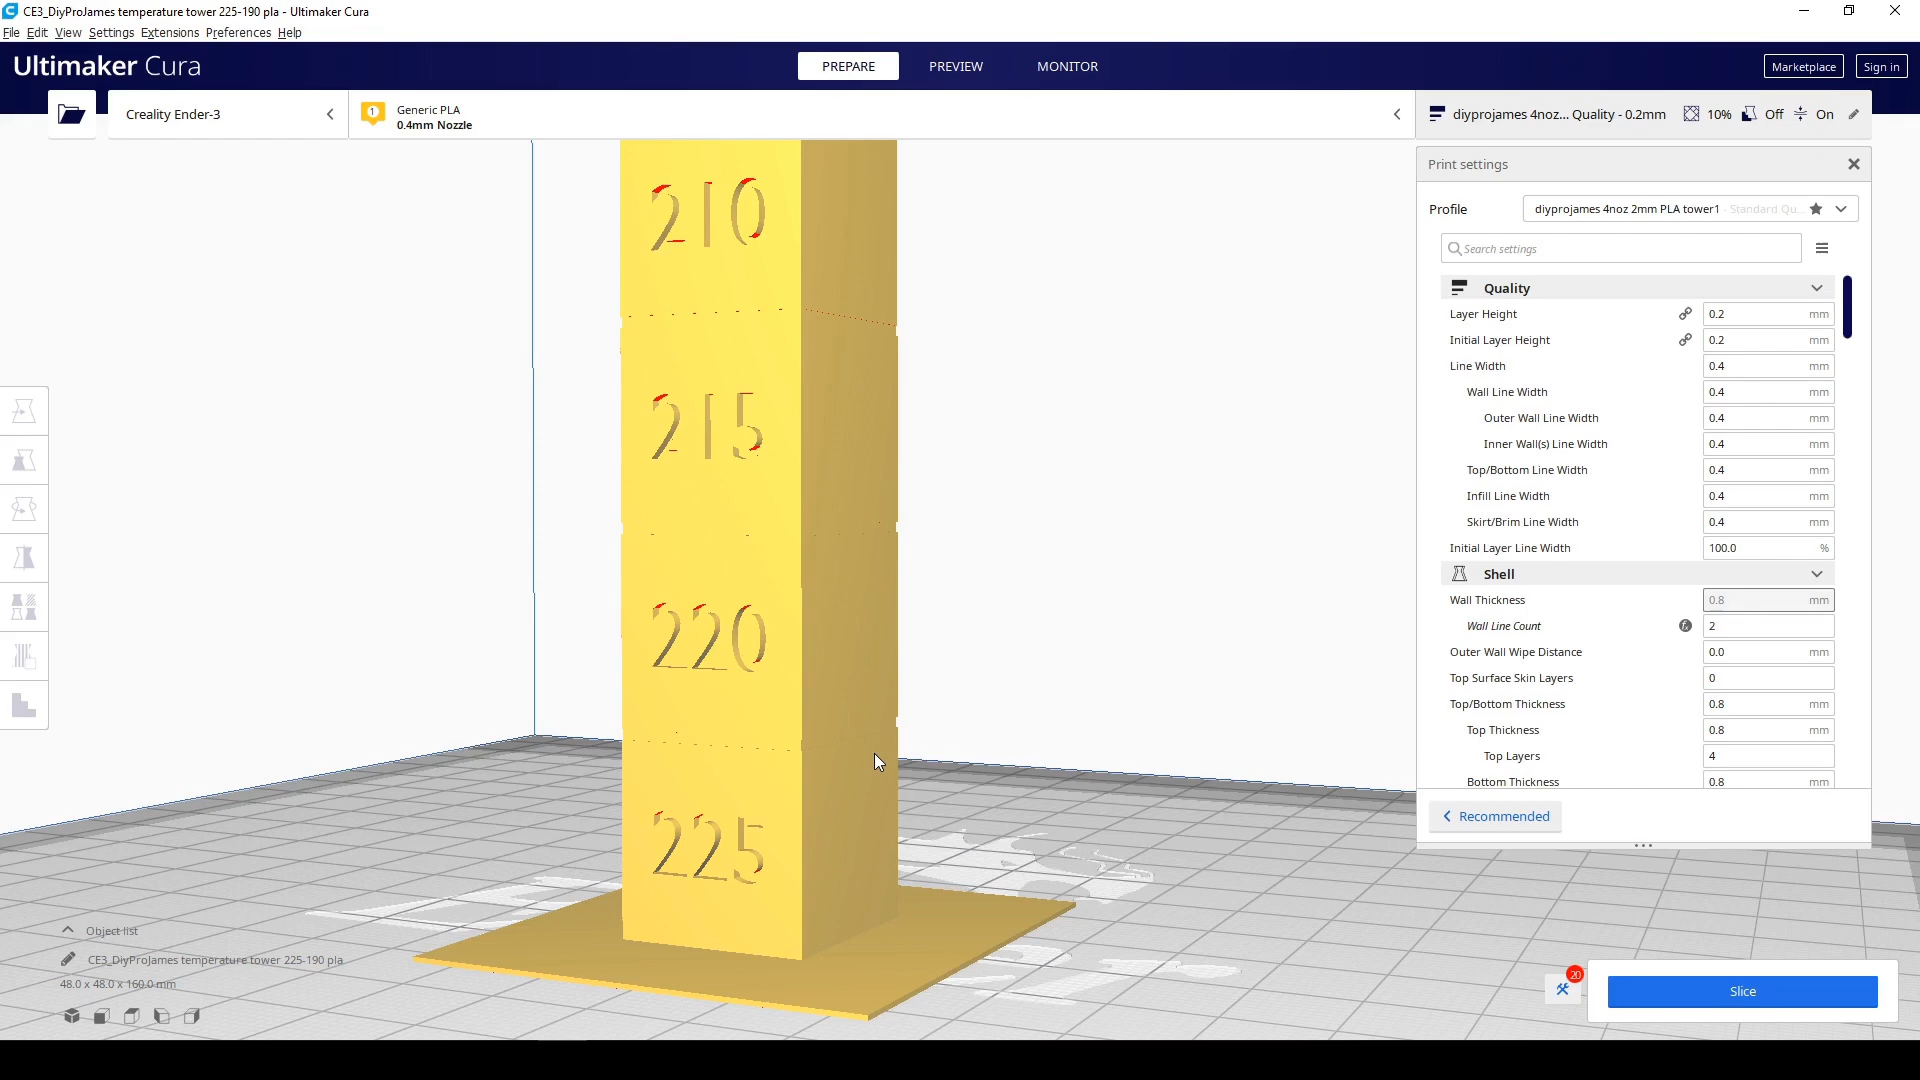 CE3_DiyProJames temperature tower 225-190 pla - Ultimaker Cura
File Edit View Settings Extensions Preferences Help
Ultimaker Cura
PREPARE PREVIEW MONITOR
Marketplace Sign in
Creality Ender-3
1 Generic PLA
0.4mm Nozzle
diyprojames 4noz... Quality - 0.2mm 10% Off On
Print settings
Profile diyprojames 4noz 2mm PLA tower1 - Standard Qu...
Search settings
Quality
Layer Height 0.2 mm
Initial Layer Height 0.2 mm
Line Width 0.4 mm
Wall Line Width 0.4 mm
Outer Wall Line Width 0.4 mm
Inner Wall(s) Line Width 0.4 mm
Top/Bottom Line Width 0.4 mm
Infill Line Width 0.4 mm
Skirt/Brim Line Width 0.4 mm
Initial Layer Line Width 100.0 %
Shell
Wall Thickness 0.8 mm
Wall Line Count 2
Outer Wall Wipe Distance 0.0 mm
Top Surface Skin Layers 0
Top/Bottom Thickness 0.8 mm
Top Thickness 0.8 mm
Top Layers 4
Bottom Thickness 0.8 mm
Recommended
210
215
220
225
Object list
CE3_DiyProJames temperature tower 225-190 pla
48.0 x 48.0 x 160.0 mm
20
Slice